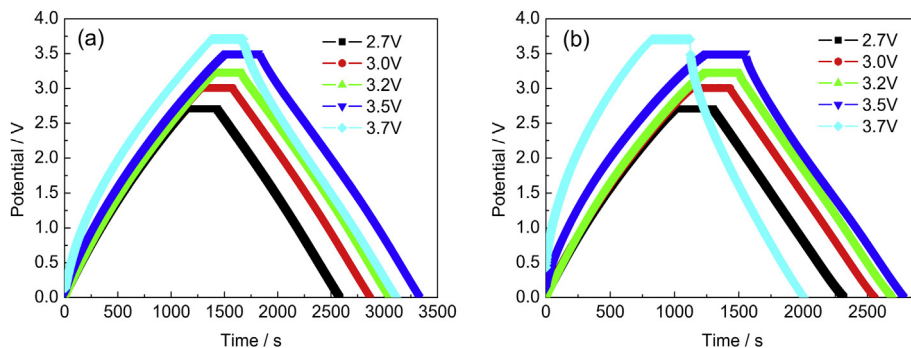 (a)
4.0
3.5
3.0
2.5
2.0
1.5
1.0
0.5
0.0
Potential / V
0 500 1000 1500 2000 2500 3000 3500
Time / s
2.7V
3.0V
3.2V
3.5V
3.7V
(b)
4.0
3.5
3.0
2.5
2.0
1.5
1.0
0.5
0.0
Potential / V
0 500 1000 1500 2000 2500
Time / s
2.7V
3.0V
3.2V
3.5V
3.7V